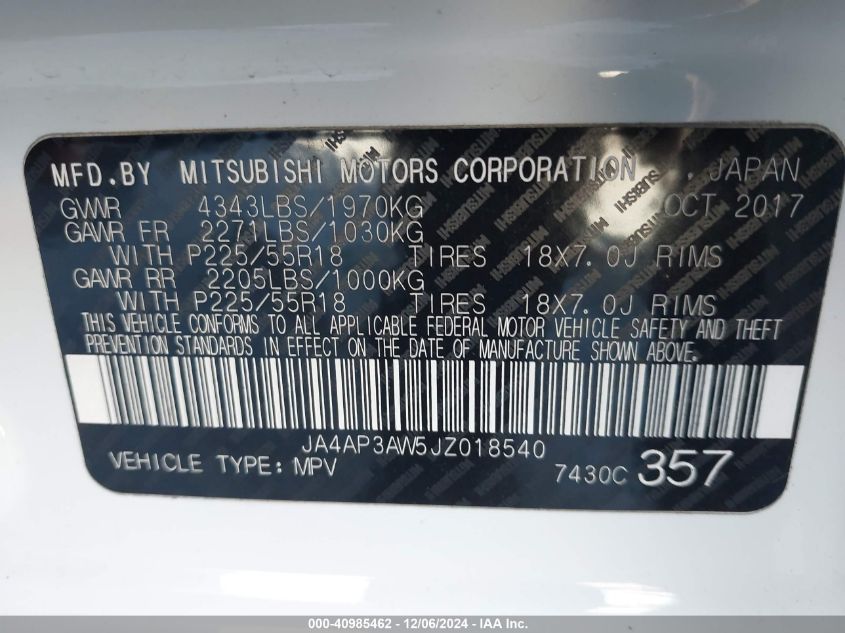 MFD.BY MITSUBISHI MOTORS CORPORATION , JAPAN
GVWR 4343LBS/1970KG OCT 2017
GAWR FR 2271LBS/1030KG
WITH P225/55R18 TIRES 18X7.0J RIMS
GAWR RR 2205LBS/1000KG
WITH P225/55R18 TIRES 18X7.0J RIMS
THIS VEHICLE CONFORMS TO ALL APPLICABLE FEDERAL MOTOR VEHICLE SAFETY AND THEFT
PREVENTION STANDARDS IN EFFECT ON THE DATE OF MANUFACTURE SHOWN ABOVE.
JA4AP3AW5JZ018540
VEHICLE TYPE: MPV 7430C 357
000-40985462 - 12/06/2024 - IAA Inc.